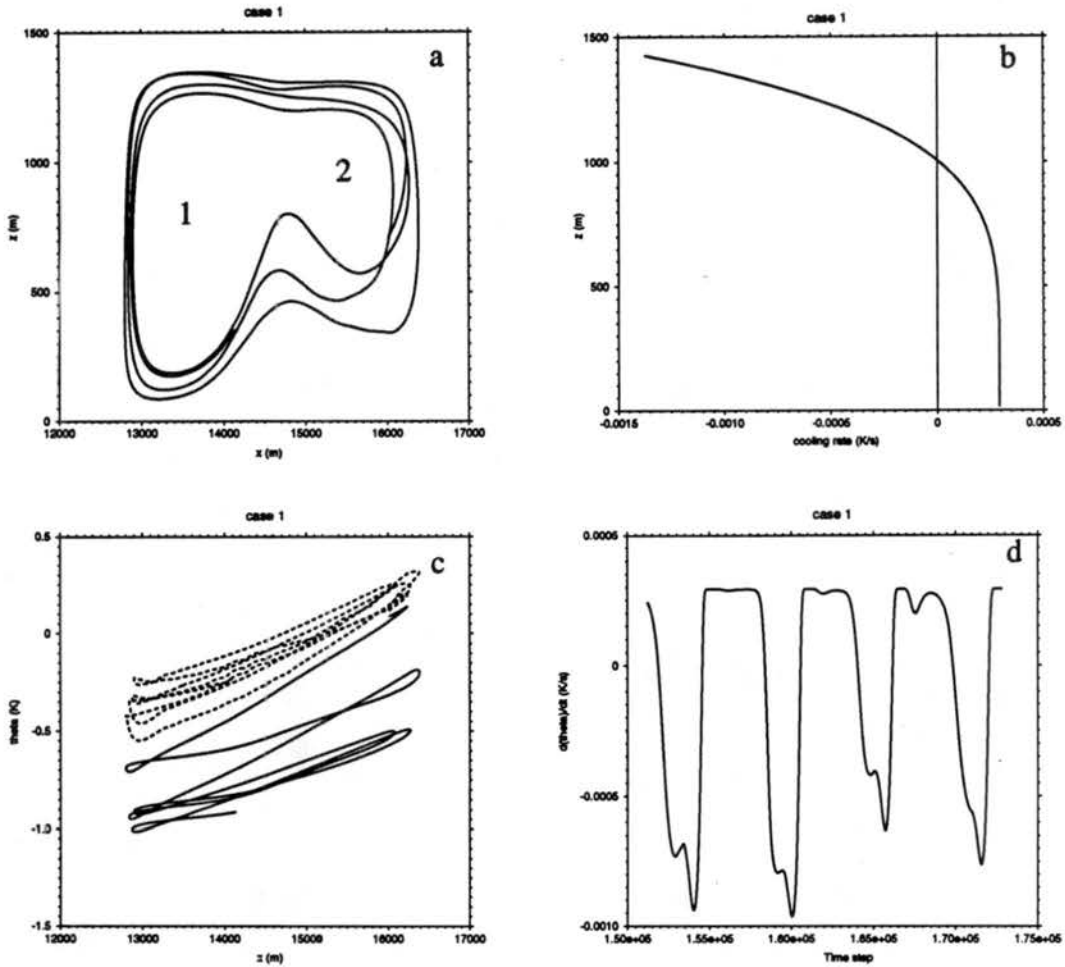 case 1
1500
1000
500
0
12000 13000 14000 15000 16000 17000
x (m)
z (m)
a
1
2
case 1
1500
1000
500
0
-0.0015 -0.0010 -0.0005 0 0.0005
cooling rate (K/s)
z (m)
b
case 1
0.5
0
-0.5
-1.0
-1.5
12000 13000 14000 15000 16000 17000
z (m)
theta (K)
c
case 1
0.0005
0
-0.0005
-0.0010
1.50e+05 1.55e+05 1.60e+05 1.65e+05 1.70e+05 1.75e+05
Time step
d(theta)/dt (K/s)
d